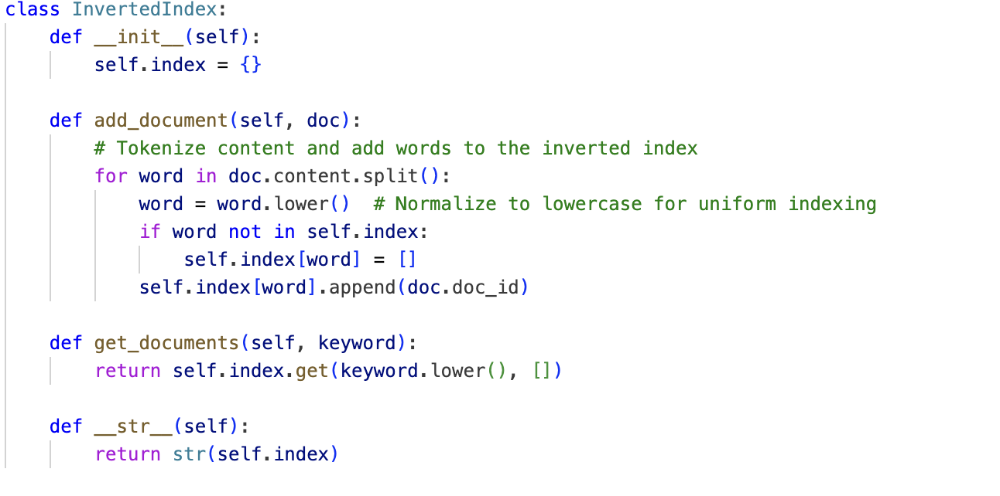 class InvertedIndex:
    def __init__(self):
        self.index = {}

    def add_document(self, doc):
        # Tokenize content and add words to the inverted index
        for word in doc.content.split():
            word = word.lower()  # Normalize to lowercase for uniform indexing
            if word not in self.index:
                self.index[word] = []
            self.index[word].append(doc.doc_id)

    def get_documents(self, keyword):
        return self.index.get(keyword.lower(), [])

    def __str__(self):
        return str(self.index)